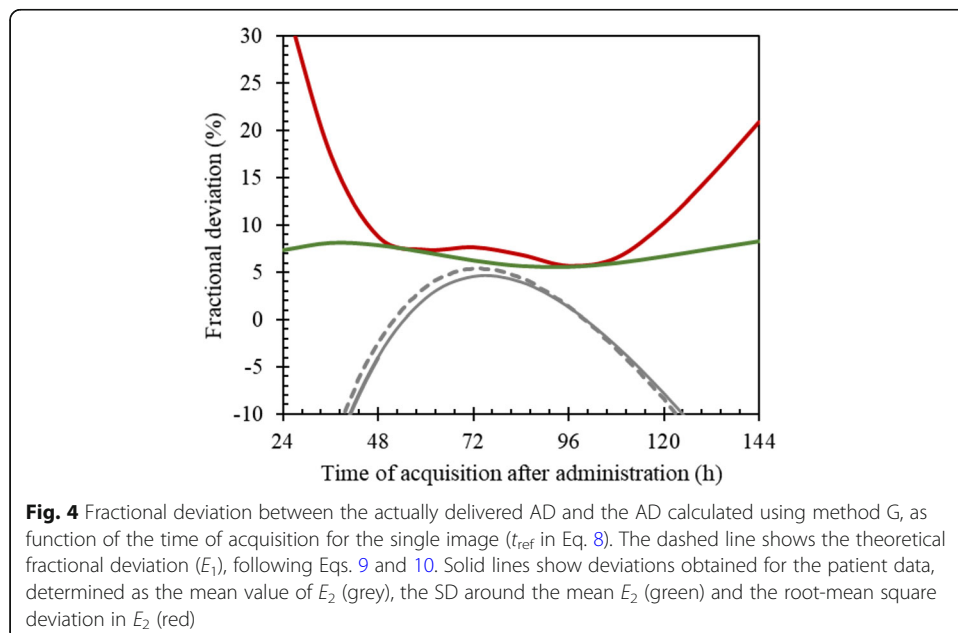 30
25
20
15
10
5
0
-5
-10
Fractional deviation (%)
24 48 72 96 120 144
Time of acquisition after administration (h)
Fig. 4 Fractional deviation between the actually delivered AD and the AD calculated using method G, as
function of the time of acquisition for the single image (t_ref in Eq. 8). The dashed line shows the theoretical
fractional deviation (E₁), following Eqs. 9 and 10. Solid lines show deviations obtained for the patient data,
determined as the mean value of E₂ (grey), the SD around the mean E₂ (green) and the root-mean square
deviation in E₂ (red)